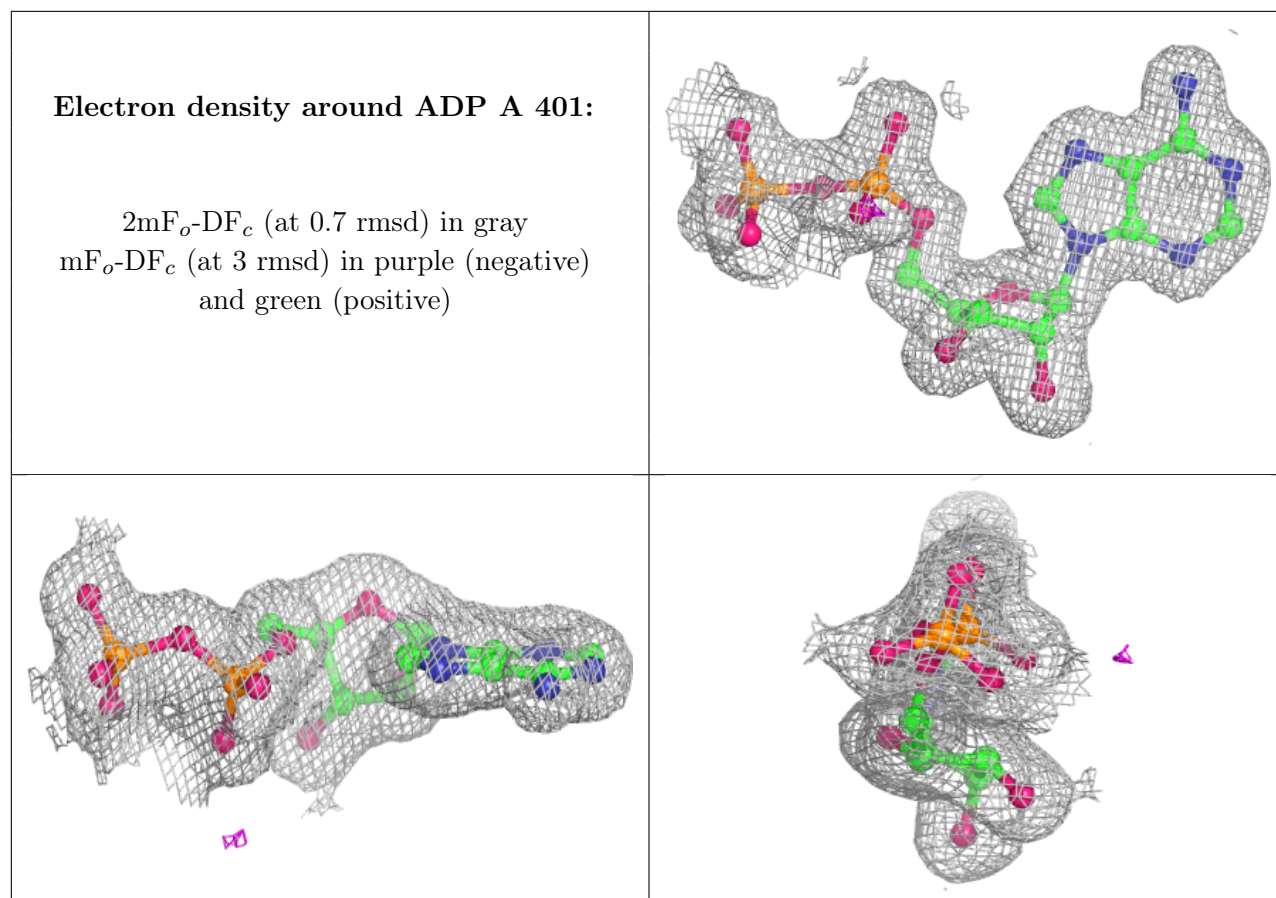 Electron density around ADP A 401:
2mFo-DFc (at 0.7 rmsd) in gray
mFo-DFc (at 3 rmsd) in purple (negative)
and green (positive)